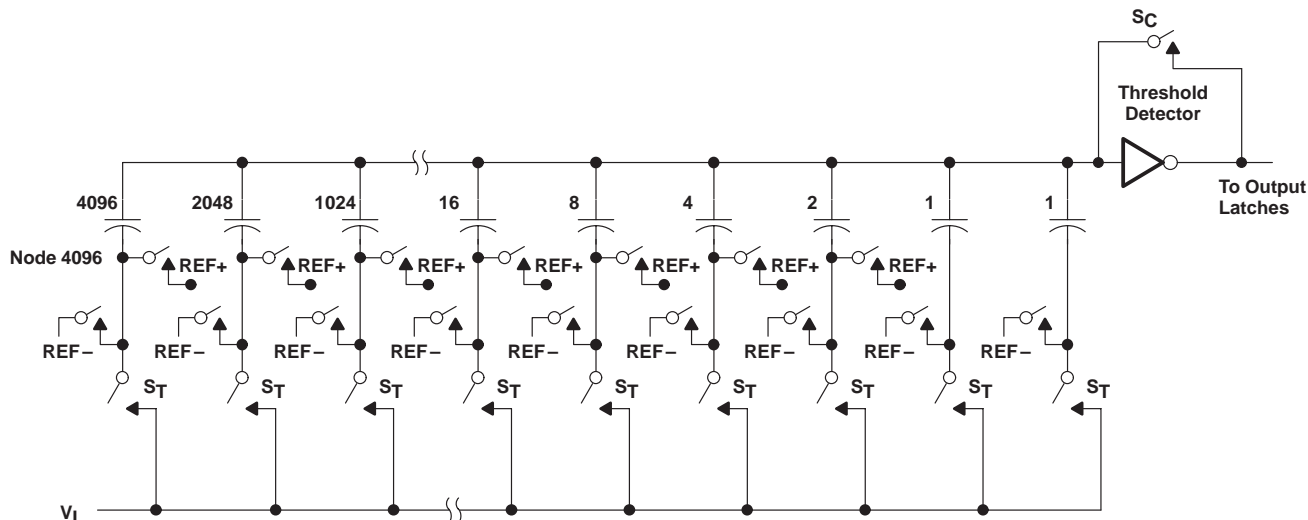 SC
Threshold
Detector
To Output
Latches
4096 2048 1024 16 8 4 2 1 1
Node 4096 REF+ REF+ REF+ REF+ REF+ REF+ REF+
REF− REF− REF− REF− REF− REF− REF− REF− REF−
ST ST ST ST ST ST ST ST ST
VI